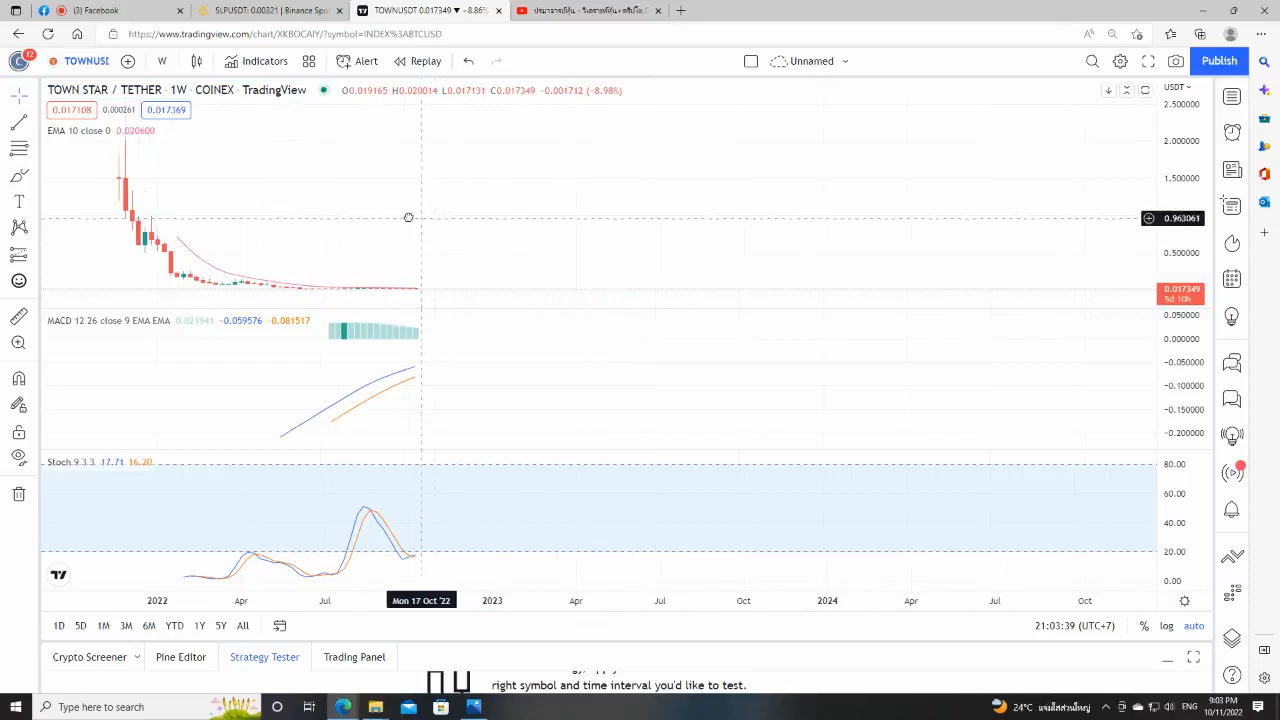 (3) Facebook
SLPUSDT: 0.00321 | Binance Spo
TOWNUSDT 0.017349 ▼ −8.86%
https://www.tradingview.com/chart/XKBOCAIY/?symbol=INDEX%3ABTCUSD
12
TOWNUSI
W
Indicators
Alert
Replay
Unnamed
Publish
TOWN STAR / TETHER · 1W · COINEX · TradingView
O0.019165 H0.020014 L0.017131 C0.017349 −0.001712 (−8.98%)
USDT
0.017108 0.000261 0.017369
2.500000
EMA 10 close 0 0.020600
2.000000
1.500000
0.963061
0.500000
0.017349
5d 10h
MACD 12 26 close 9 EMA EMA 0.021941 −0.059576 −0.081517
0.050000
0.000000
−0.050000
−0.100000
−0.150000
−0.200000
Stoch 9 3 3 17.71 16.20
80.00
60.00
40.00
20.00
0.00
2022 Apr Jul Mon 17 Oct '22 2023 Apr Jul Oct 2024 Apr Jul Oct
1D 5D 1M 3M 6M YTD 1Y 5Y All
21:03:39 (UTC+7) % log auto
Crypto Screener Pine Editor Strategy Tester Trading Panel
right symbol and time interval you'd like to test.
Type here to search
24°C
9:03 PM
10/11/2022